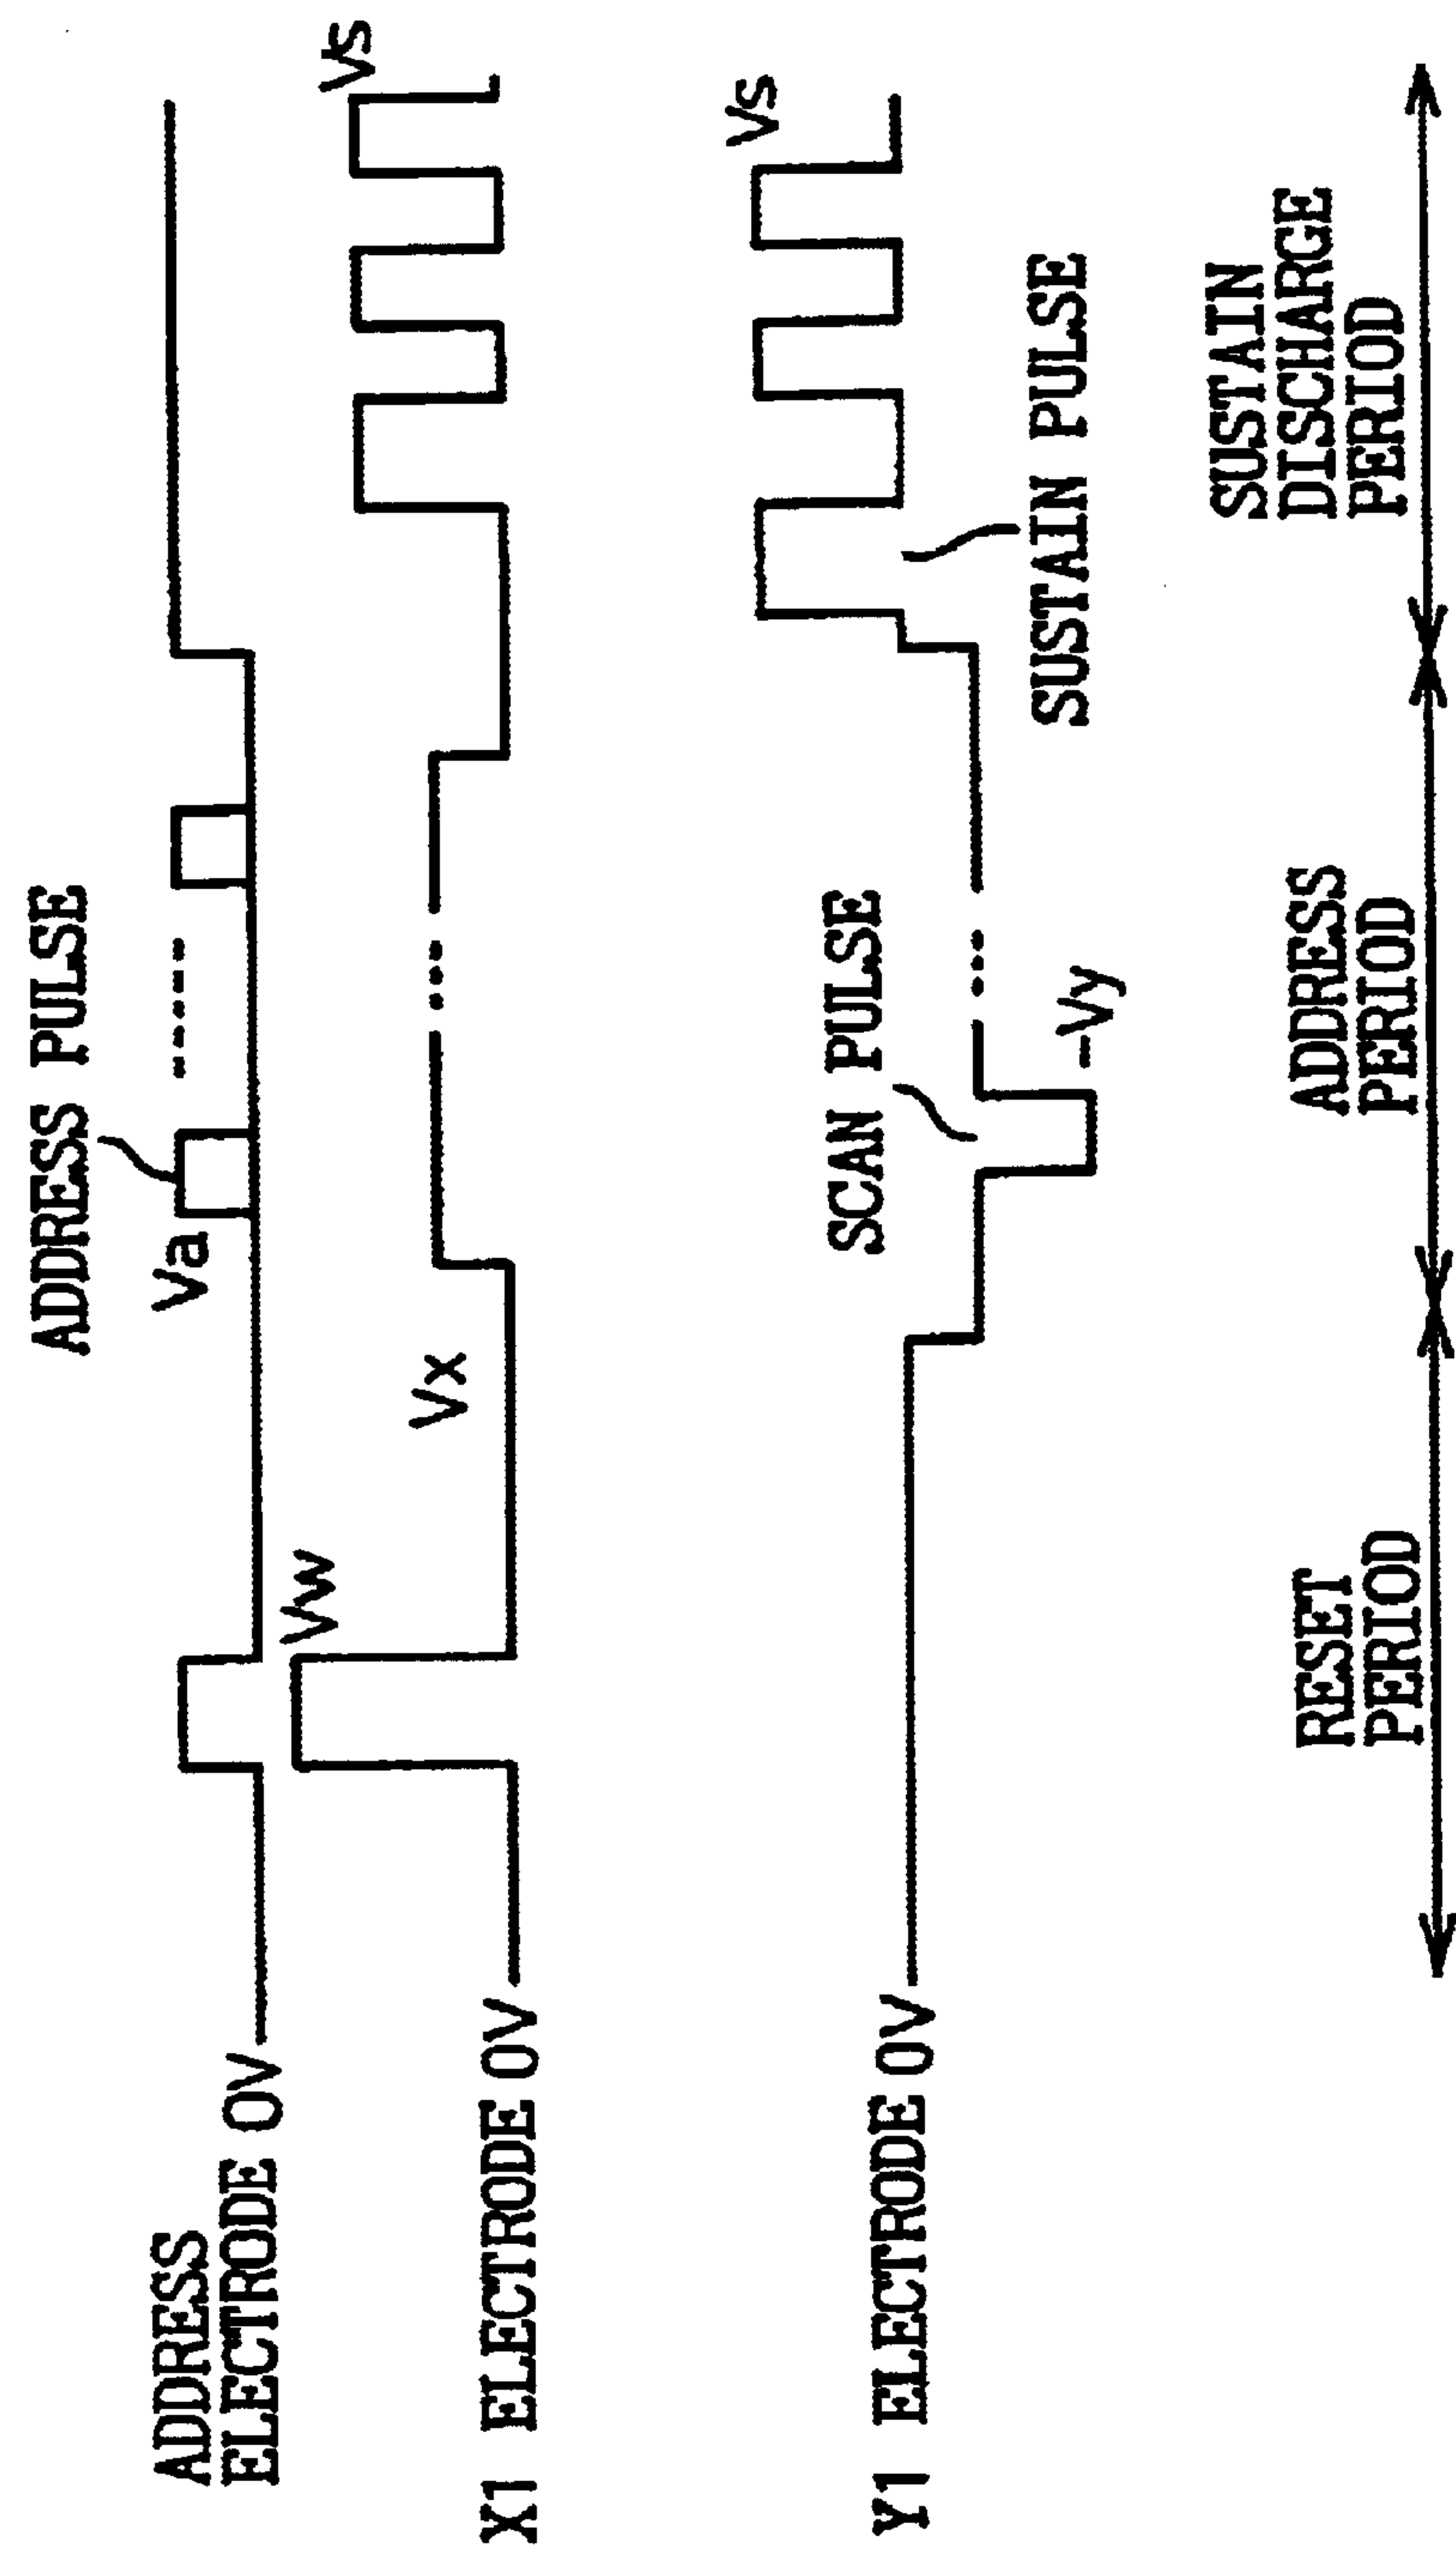 ADDRESS PULSE
ADDRESS
ELECTRODE 0V
Va
Vw
Vs
X1 ELECTRODE 0V
Vx
SCAN PULSE
Vs
Y1 ELECTRODE 0V
-Vy
SUSTAIN PULSE
RESET
PERIOD
ADDRESS
PERIOD
SUSTAIN
DISCHARGE
PERIOD